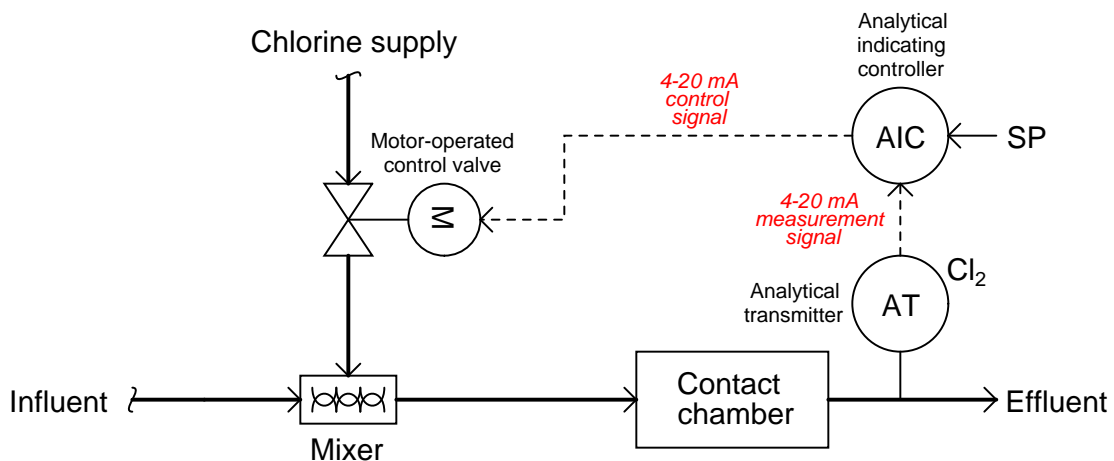 Chlorine supply
Analytical
indicating
controller
4-20 mA
control
signal
AIC
SP
Motor-operated
control valve
M
4-20 mA
measurement
signal
Cl2
Analytical
transmitter
AT
Influent
Mixer
Contact
chamber
Effluent